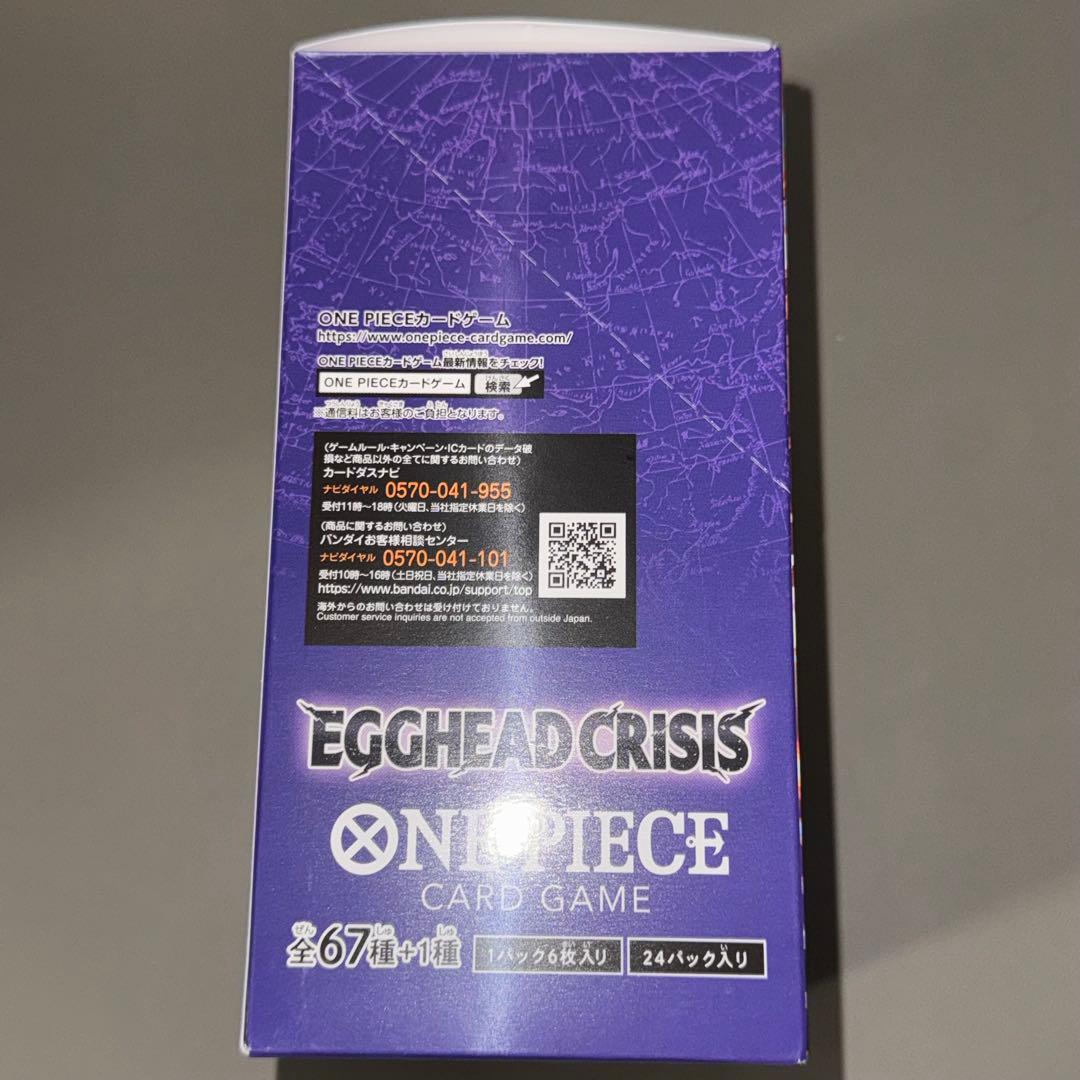 ONE PIECEカードゲーム
https://www.onepiece-cardgame.com/
ONE PIECEカードゲーム最新情報をチェック!
ONE PIECEカードゲーム 検索
※通信料はお客様のご負担となります。
(ゲームルール・キャンペーン・ICカードのデータ破
損など商品以外の全てに関するお問い合わせ)
カードダスナビ
ナビダイヤル 0570-041-955
受付11時〜18時(火曜日、当社指定休業日を除く)
(商品に関するお問い合わせ)
バンダイお客様相談センター
ナビダイヤル 0570-041-101
受付10時〜16時(土日祝日、当社指定休業日を除く)
https://www.bandai.co.jp/support/top
海外からのお問い合わせは受け付けておりません。
Customer service inquiries are not accepted from outside Japan.
EGGHEAD CRISIS
ONE PIECE
CARD GAME
全67種+1種 1パック6枚入り 24パック入り